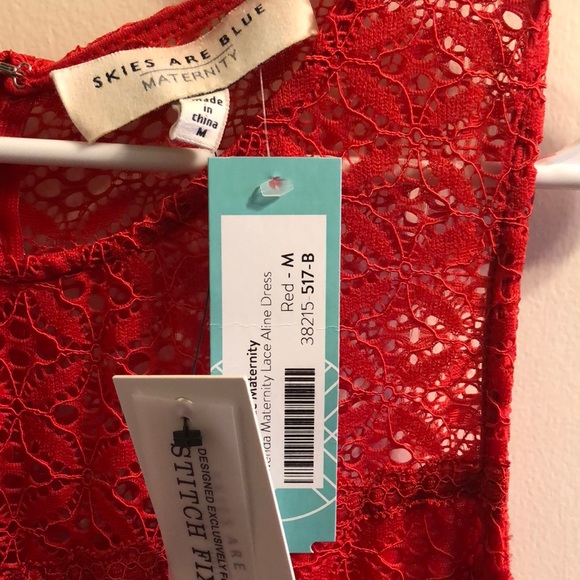 SKIES ARE BLUE
MATERNITY
Made
in
China
M
Maternity
Maternity Lace Aline Dress
Red - M
38215 517-B
ARE
DESIGNED EXCLUSIVELY
STITCH FIX